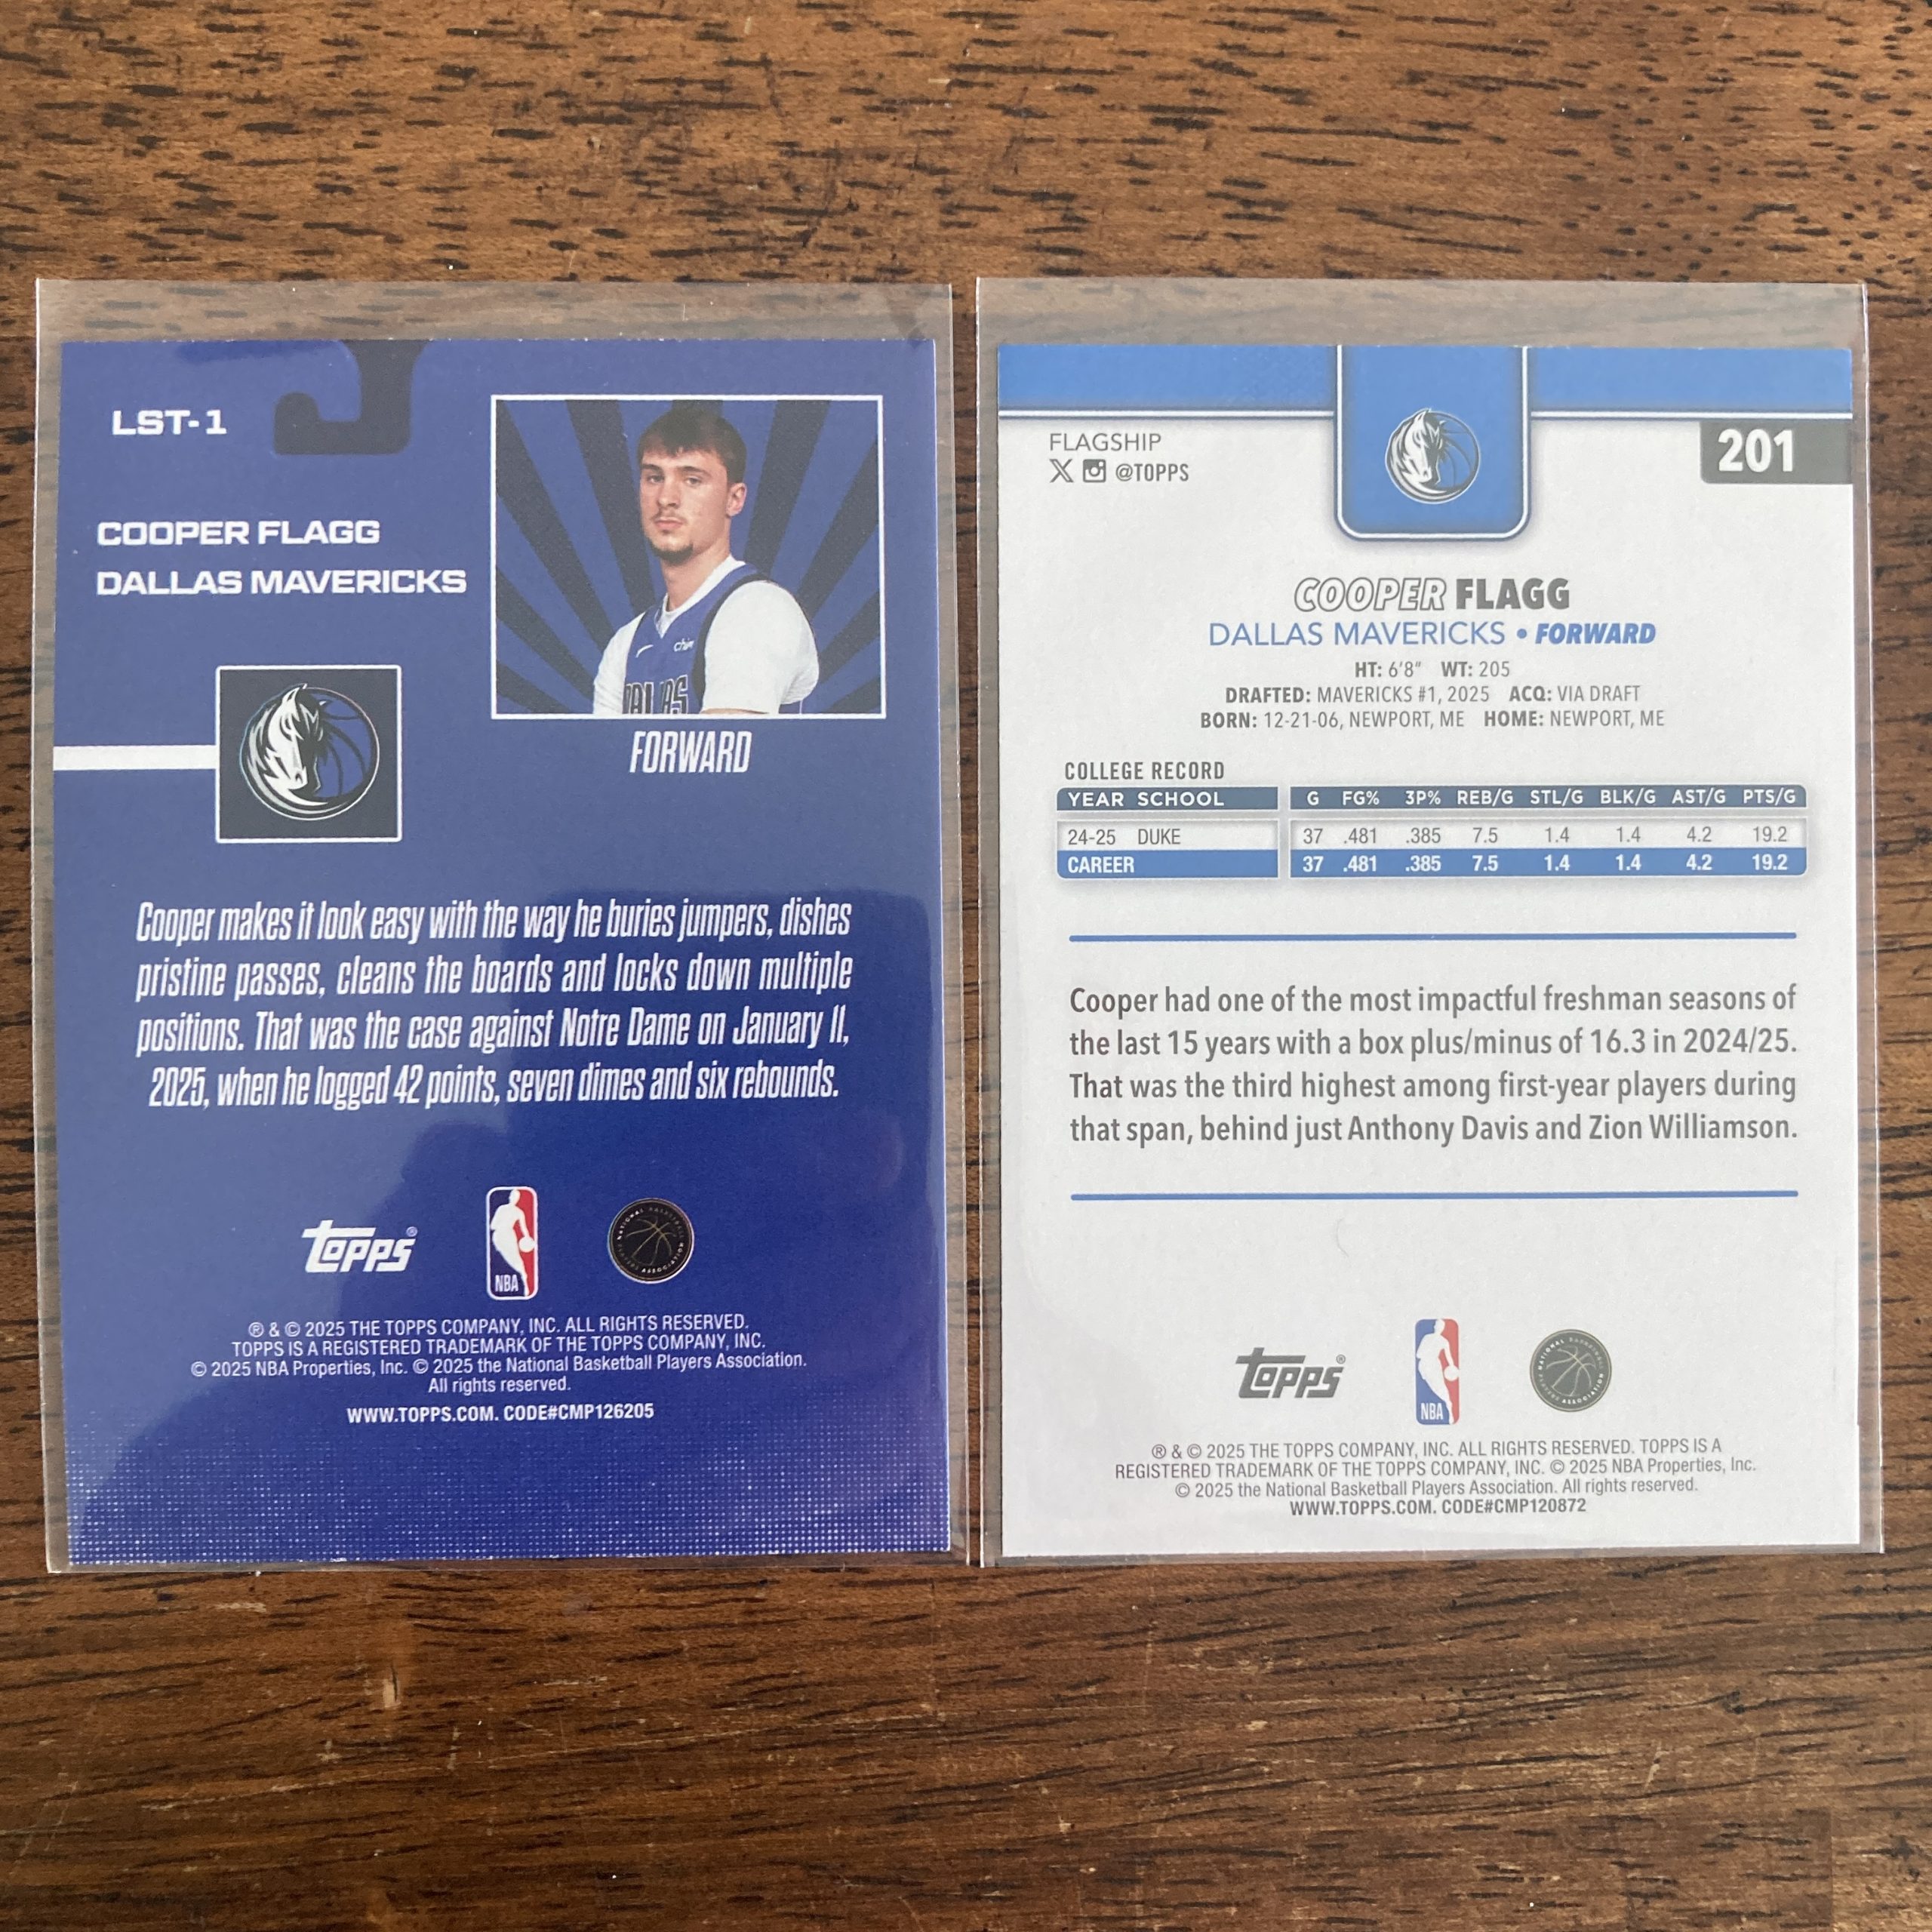 LST-1
COOPER FLAGG
DALLAS MAVERICKS
chime
DALLAS
FORWARD
Cooper makes it look easy with the way he buries jumpers, dishes
pristine passes, cleans the boards and locks down multiple
positions. That was the case against Notre Dame on January 11,
2025, when he logged 42 points, seven dimes and six rebounds.
topps®
NBA
NATIONAL BASKETBALL PLAYERS ASSOCIATION
® & © 2025 THE TOPPS COMPANY, INC. ALL RIGHTS RESERVED.
TOPPS IS A REGISTERED TRADEMARK OF THE TOPPS COMPANY, INC.
© 2025 NBA Properties, Inc. © 2025 the National Basketball Players Association.
All rights reserved.
WWW.TOPPS.COM. CODE#CMP126205
FLAGSHIP
X @TOPPS
201
COOPER FLAGG
DALLAS MAVERICKS • FORWARD
HT: 6'8" WT: 205
DRAFTED: MAVERICKS #1, 2025 ACQ: VIA DRAFT
BORN: 12-21-06, NEWPORT, ME HOME: NEWPORT, ME
COLLEGE RECORD
YEAR SCHOOL G FG% 3P% REB/G STL/G BLK/G AST/G PTS/G
24-25 DUKE 37 .481 .385 7.5 1.4 1.4 4.2 19.2
CAREER 37 .481 .385 7.5 1.4 1.4 4.2 19.2
Cooper had one of the most impactful freshman seasons of
the last 15 years with a box plus/minus of 16.3 in 2024/25.
That was the third highest among first-year players during
that span, behind just Anthony Davis and Zion Williamson.
topps®
NBA
NATIONAL BASKETBALL PLAYERS ASSOCIATION
® & © 2025 THE TOPPS COMPANY, INC. ALL RIGHTS RESERVED. TOPPS IS A
REGISTERED TRADEMARK OF THE TOPPS COMPANY, INC. © 2025 NBA Properties, Inc.
© 2025 the National Basketball Players Association. All rights reserved.
WWW.TOPPS.COM. CODE#CMP120872